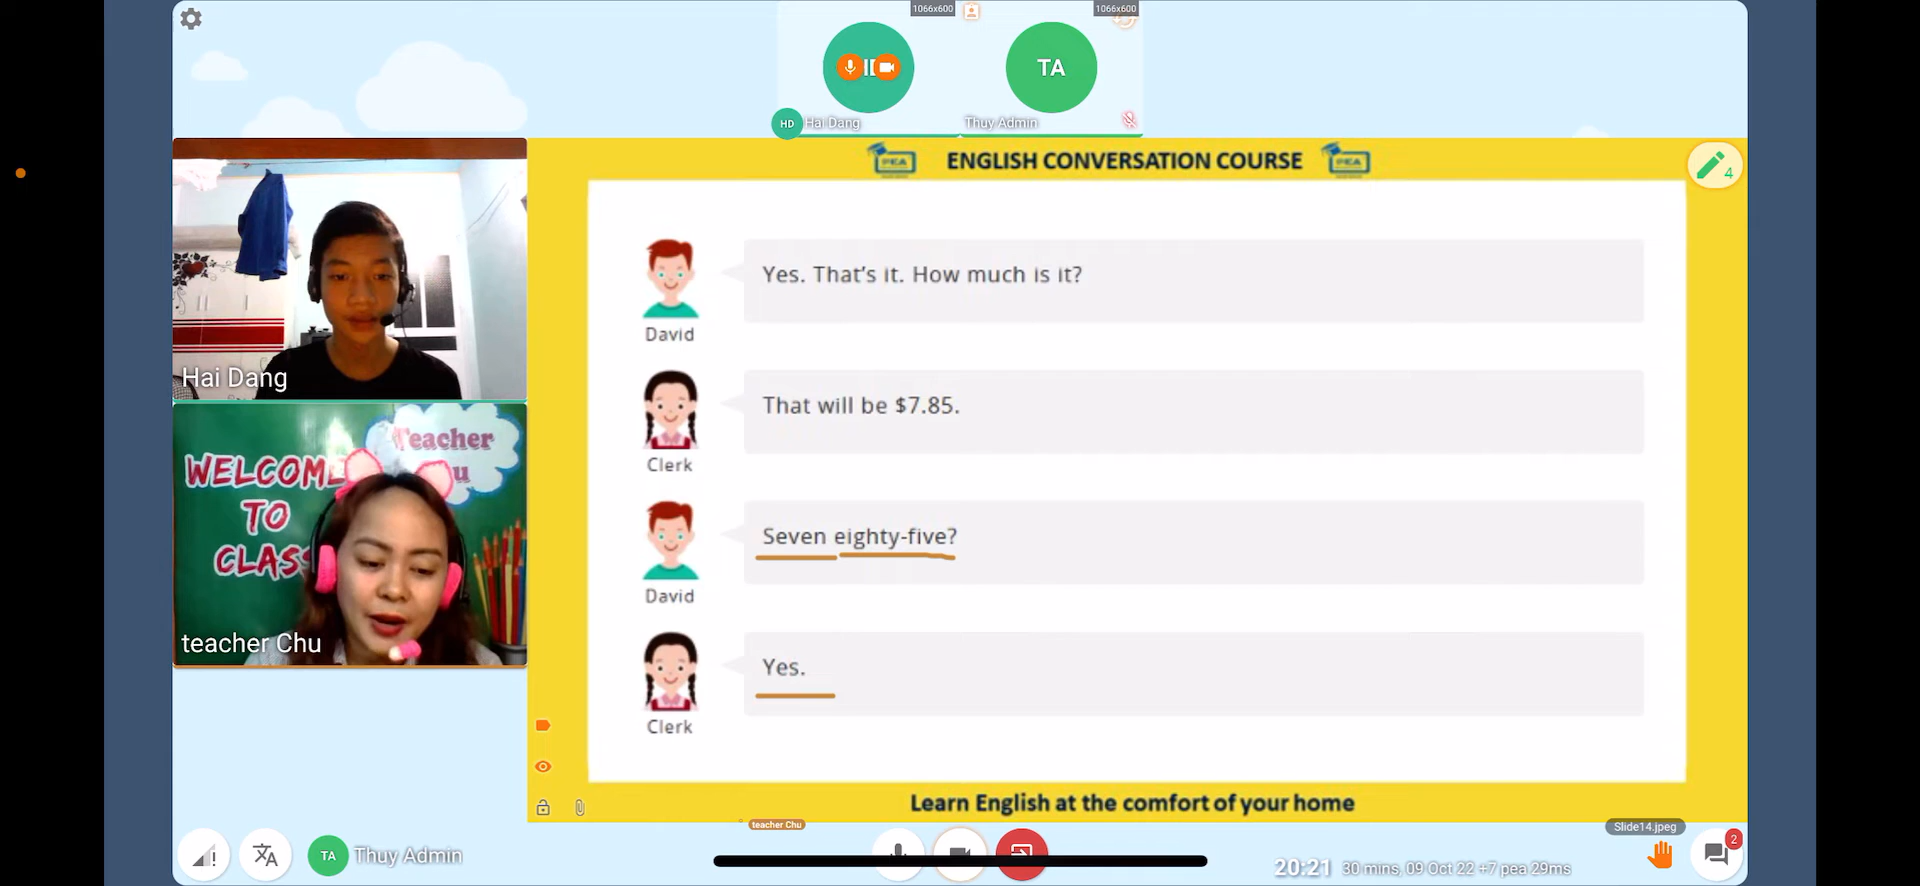 1066x600
1066x600
TA
HD
Hai Dang
Thuy Admin
PEA
ENGLISH CONVERSATION COURSE
PEA
4
Yes. That's it. How much is it?
David
That will be $7.85.
Clerk
Seven eighty-five?
David
Yes.
Clerk
Learn English at the comfort of your home
Hai Dang
Teacher
WELCOME
TO
CLASS
teacher Chu
teacher Chu
Slide14.jpeg
TA
Thuy Admin
20:21
30 mins, 09 Oct 22 +7 pea 29ms
2